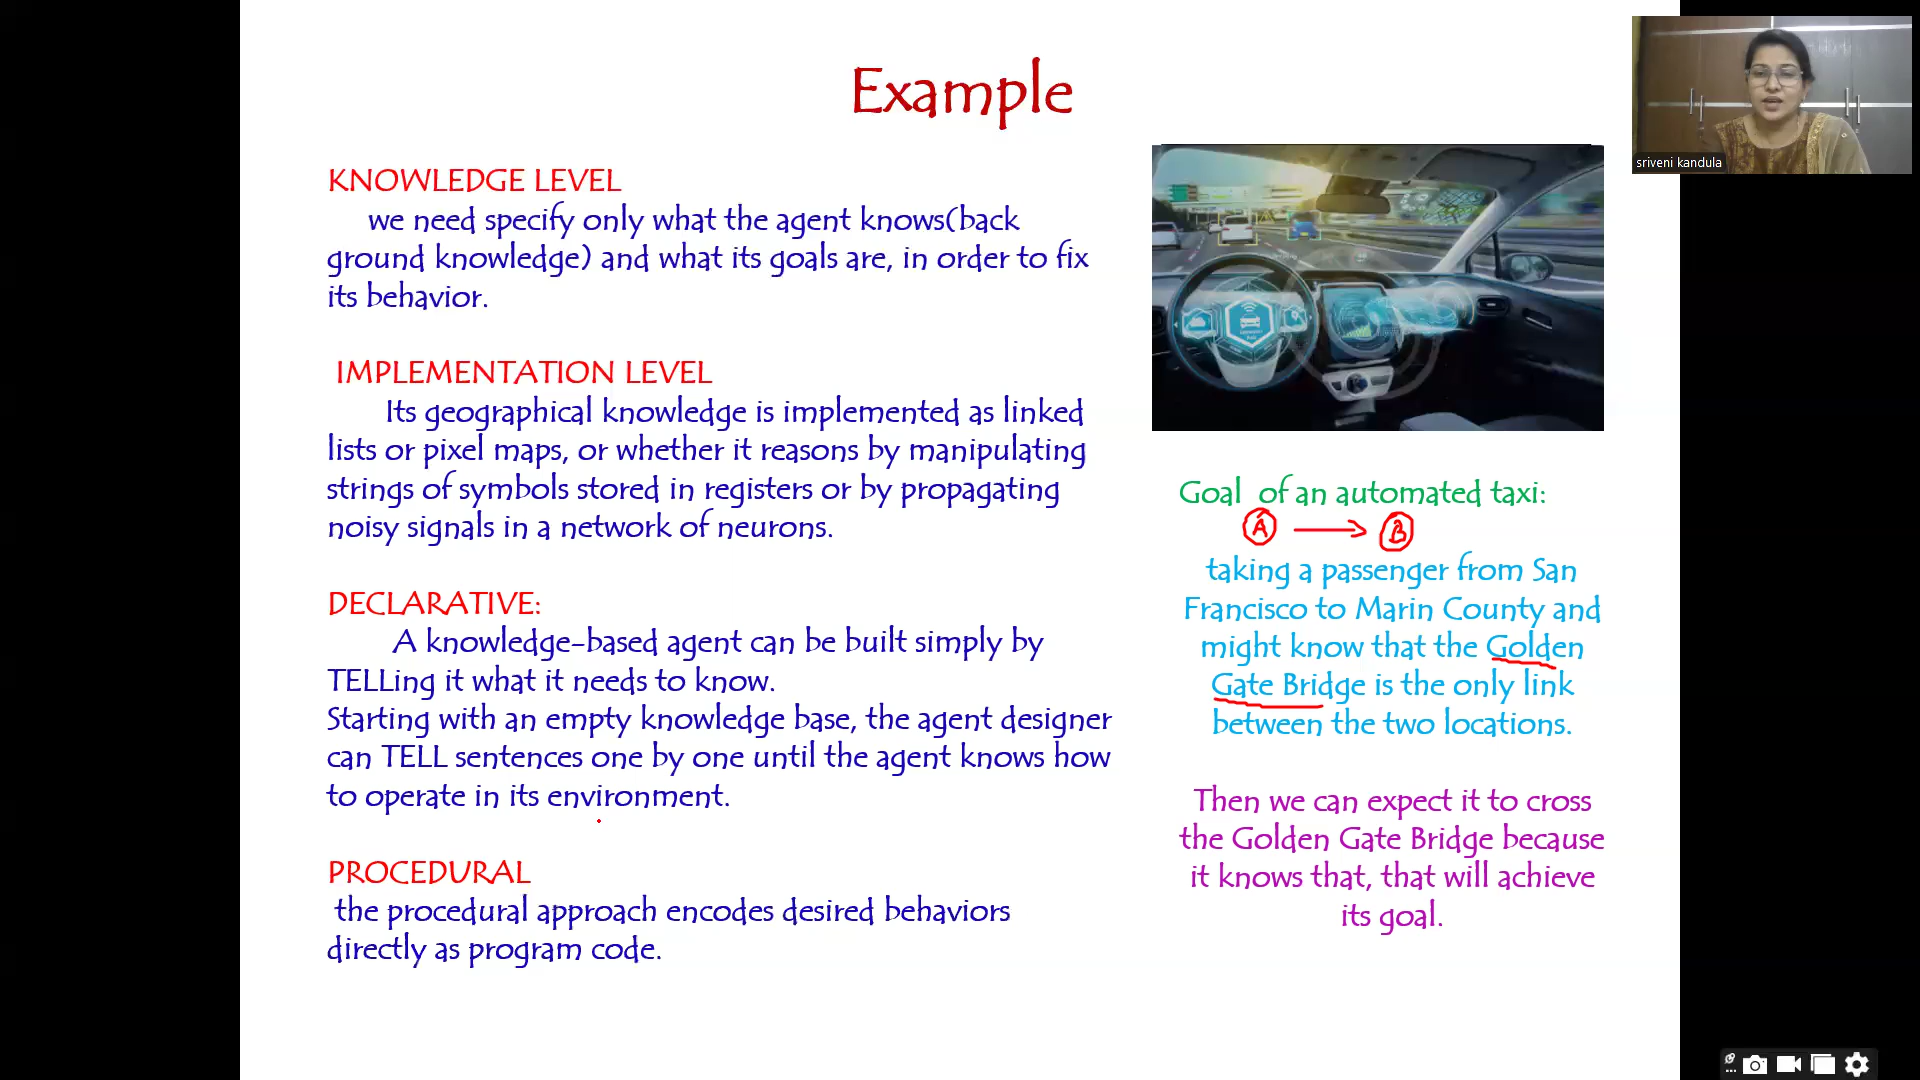 Example
KNOWLEDGE LEVEL
we need specify only what the agent knows(back
ground knowledge) and what its goals are, in order to fix
its behavior.
IMPLEMENTATION LEVEL
Its geographical knowledge is implemented as linked
lists or pixel maps, or whether it reasons by manipulating
strings of symbols stored in registers or by propagating
noisy signals in a network of neurons.
DECLARATIVE:
A knowledge-based agent can be built simply by
TELLing it what it needs to know.
Starting with an empty knowledge base, the agent designer
can TELL sentences one by one until the agent knows how
to operate in its environment.
PROCEDURAL
the procedural approach encodes desired behaviors
directly as program code.
sriveni kandula
Goal of an automated taxi:
A B
taking a passenger from San
Francisco to Marin County and
might know that the Golden
Gate Bridge is the only link
between the two locations.
Then we can expect it to cross
the Golden Gate Bridge because
it knows that, that will achieve
its goal.